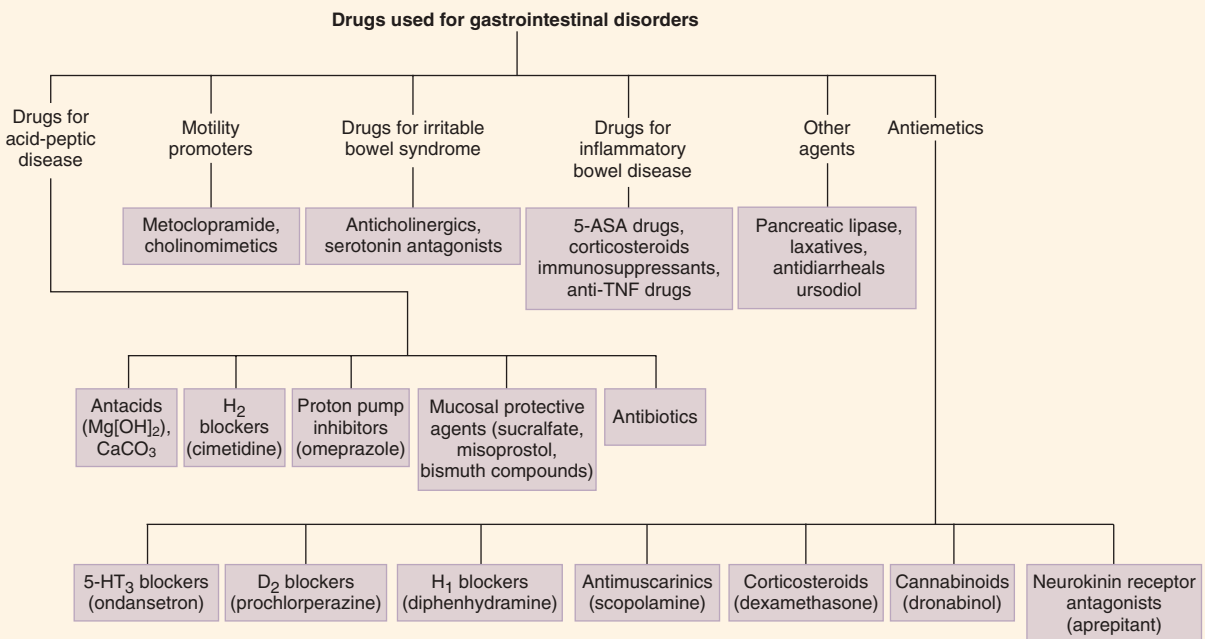 Drugs used for gastrointestinal disorders
Drugs for
acid-peptic
disease
Motility
promoters
Drugs for irritable
bowel syndrome
Drugs for
inflammatory
bowel disease
Other
agents
Antiemetics
Metoclopramide,
cholinomimetics
Anticholinergics,
serotonin antagonists
5-ASA drugs,
corticosteroids
immunosuppressants,
anti-TNF drugs
Pancreatic lipase,
laxatives,
antidiarrheals
ursodiol
Antacids
(Mg[OH]₂),
CaCO₃
H₂
blockers
(cimetidine)
Proton pump
inhibitors
(omeprazole)
Mucosal protective
agents (sucralfate,
misoprostol,
bismuth compounds)
Antibiotics
5-HT₃ blockers
(ondansetron)
D₂ blockers
(prochlorperazine)
H₁ blockers
(diphenhydramine)
Antimuscarinics
(scopolamine)
Corticosteroids
(dexamethasone)
Cannabinoids
(dronabinol)
Neurokinin receptor
antagonists
(aprepitant)